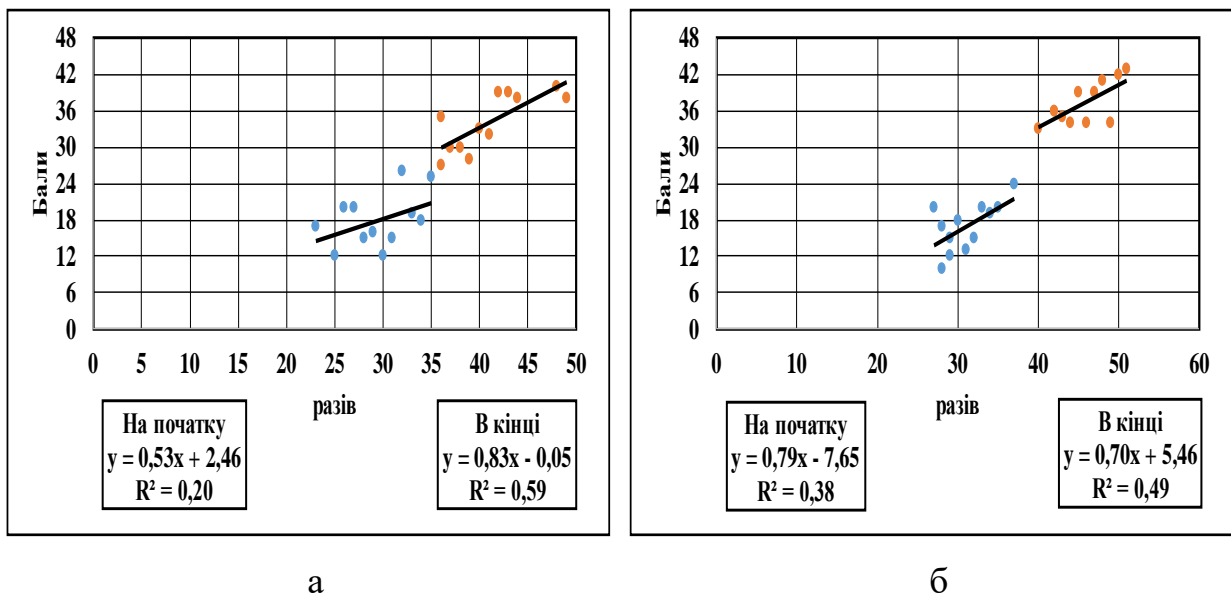 48
42
36
30
24
18
12
6
0
Бали
0 5 10 15 20 25 30 35 40 45 50
разів
На початку
y = 0,53x + 2,46
R² = 0,20
В кінці
y = 0,83x - 0,05
R² = 0,59
а
48
42
36
30
24
18
12
6
0
Бали
0 10 20 30 40 50 60
разів
На початку
y = 0,79x - 7,65
R² = 0,38
В кінці
y = 0,70x + 5,46
R² = 0,49
б